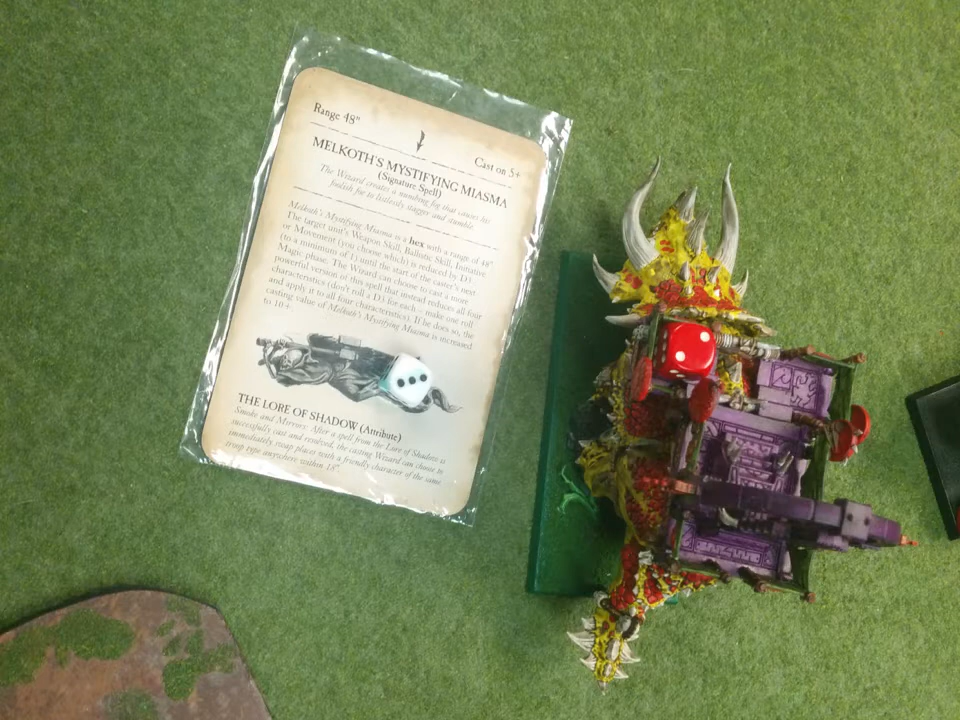 Range 48"
Cast on 5+
MELKOTH'S MYSTIFYING MIASMA
(Signature Spell)
The Wizard creates a numbing fog that causes his
foolish foe to listlessly stagger and stumble.
Melkoth's Mystifying Miasma is a hex with a range of 48".
The target unit's Weapon Skill, Ballistic Skill, Initiative
or Movement (you choose which) is reduced by D3
(to a minimum of 1) until the start of the caster's next
Magic phase. The Wizard can choose to cast a more
powerful version of this spell that instead reduces all four
characteristics (don't roll a D3 for each – make one roll
and apply it to all four characteristics). If he does so, the
casting value of Melkoth's Mystifying Miasma is increased
to 10+
THE LORE OF SHADOW (Attribute)
Smoke and Mirrors: After a spell from the Lore of Shadows is
successfully cast and resolved, the casting Wizard can choose to
immediately swap places with a friendly character of the same
troop type anywhere within 18".